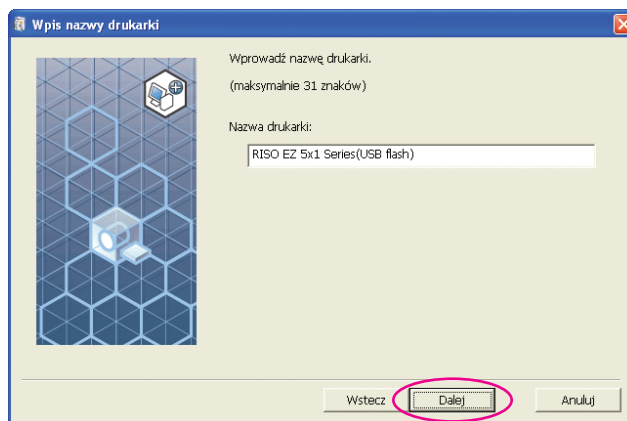 Wpis nazwy drukarki
Wprowadź nazwę drukarki.
(maksymalnie 31 znaków)
Nazwa drukarki:
RISO EZ 5x1 Series(USB flash)
Wstecz
Dalej
Anuluj